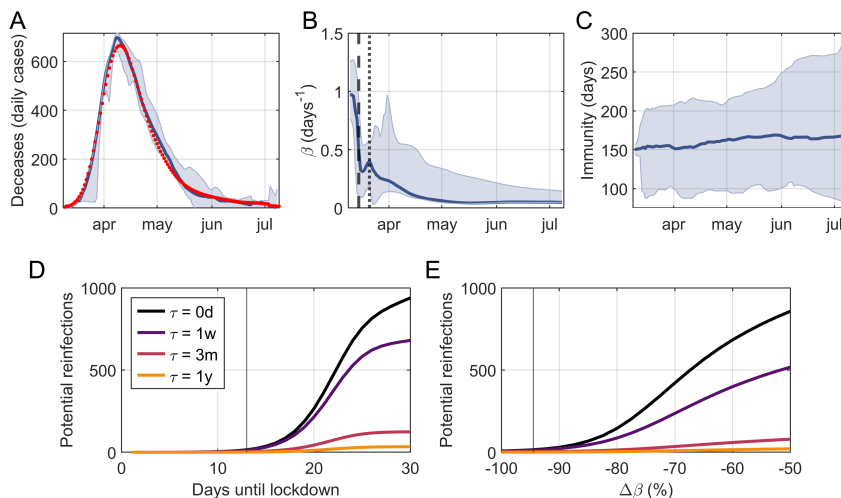 A
Deceases (daily cases)
600
400
200
0
apr may jun jul
B
β (days⁻¹)
1.5
1
0.5
0
apr may jun jul
C
Immunity (days)
300
250
200
150
100
apr may jun jul
D
Potential reinfections
1000
500
0
τ = 0d
τ = 1w
τ = 3m
τ = 1y
0 10 20 30
Days until lockdown
E
Potential reinfections
1000
500
0
-100 -90 -80 -70 -60 -50
Δβ (%)